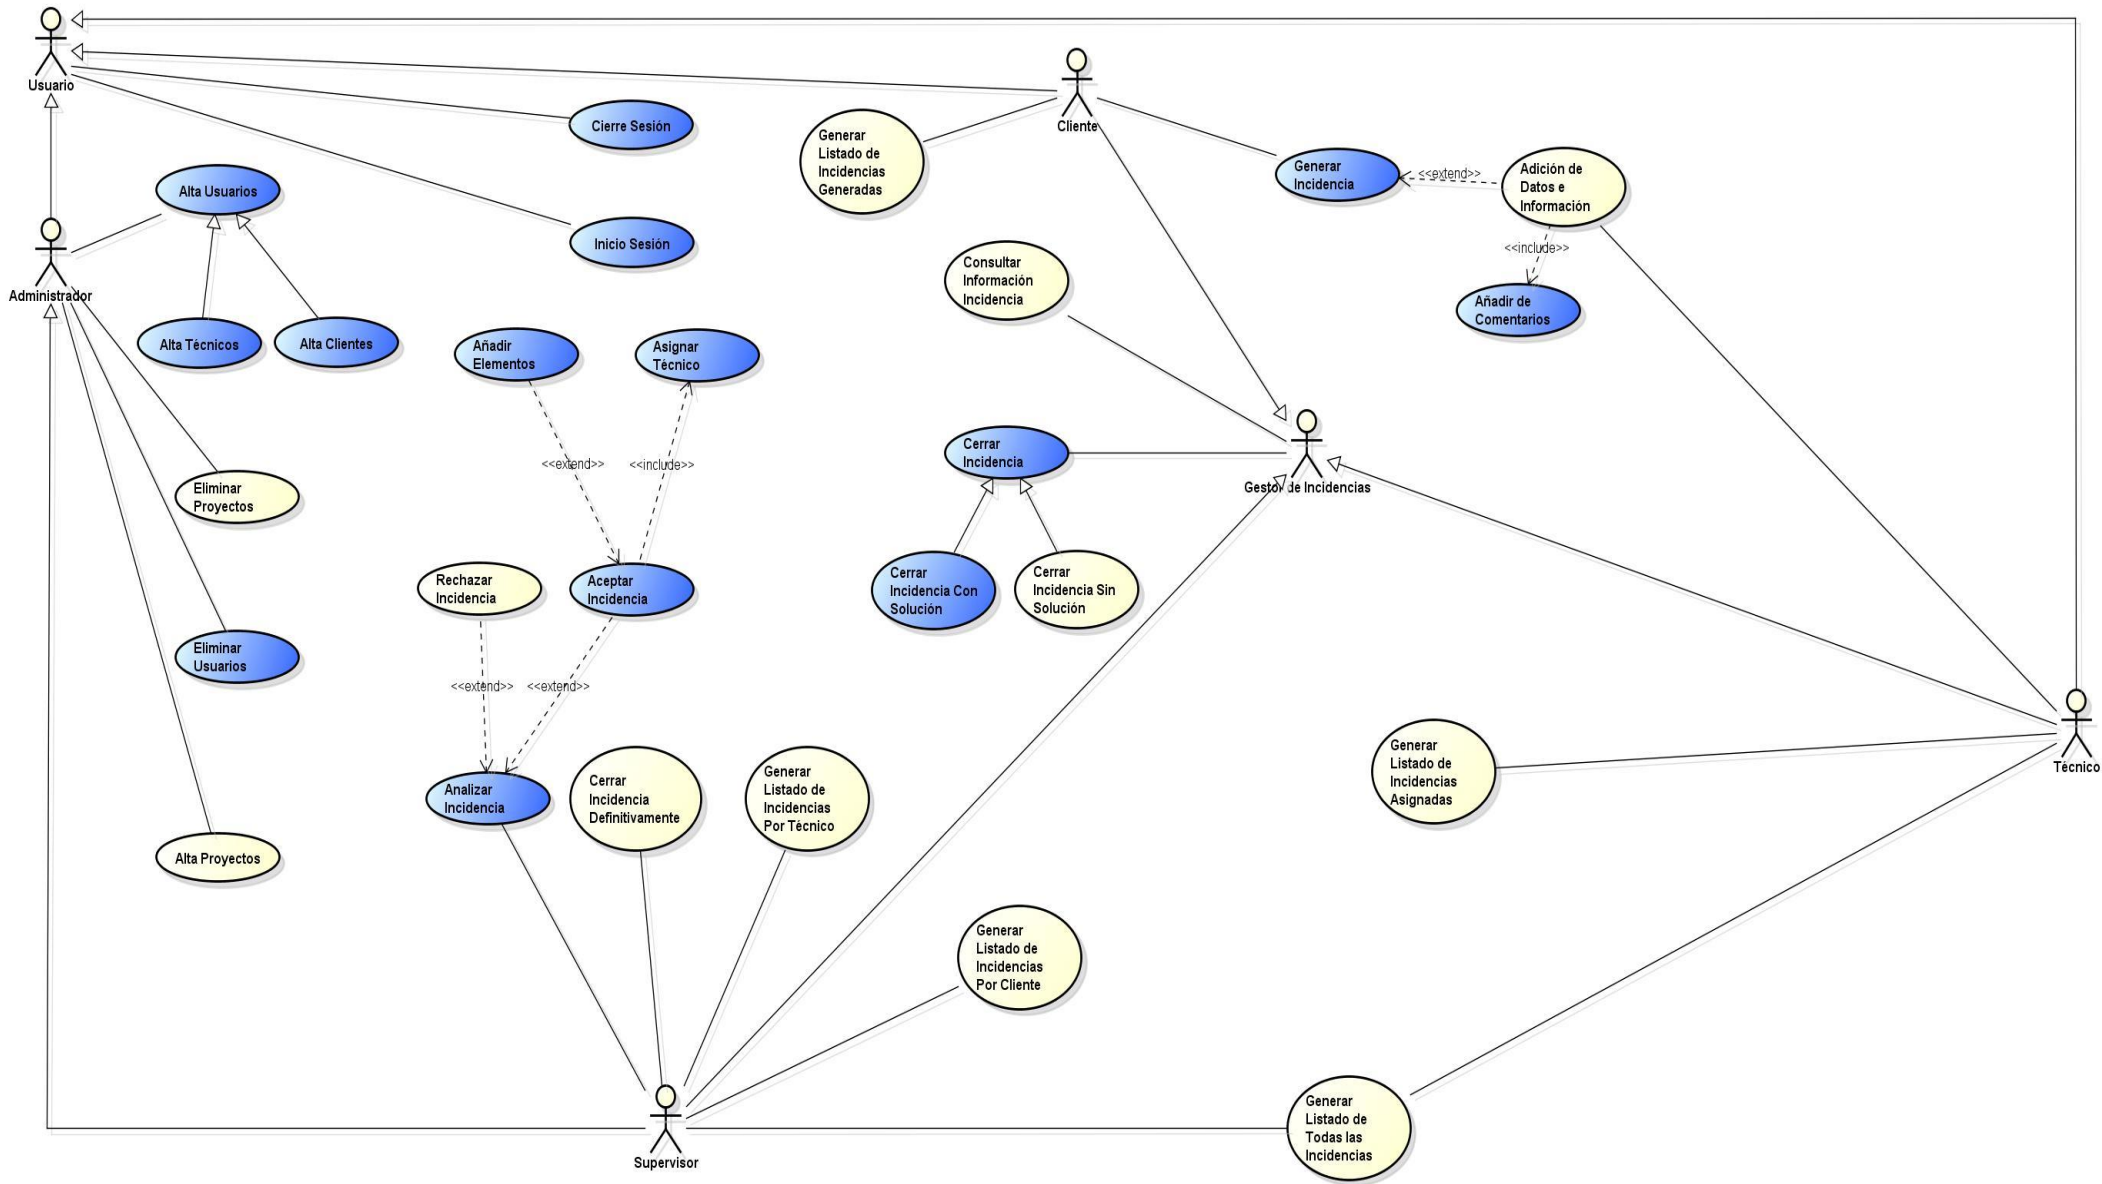 Usuario
Cliente
Cierre Sesión
Generar
Listado de
Incidencias
Generadas
Generar
Incidencia
<<extend>>
Adición de
Datos e
Información
Alta Usuarios
Inicio Sesión
<<include>>
Consultar
Información
Incidencia
Administrador
Añadir de
Comentarios
Alta Técnicos
Alta Clientes
Añadir
Elementos
Asignar
Técnico
Cerrar
Incidencia
<<extend>>
<<include>>
Gestor de Incidencias
Eliminar
Proyectos
Rechazar
Incidencia
Aceptar
Incidencia
Cerrar
Incidencia Con
Solución
Cerrar
Incidencia Sin
Solución
Eliminar
Usuarios
<<extend>>
<<extend>>
Analizar
Incidencia
Cerrar
Incidencia
Definitivamente
Generar
Listado de
Incidencias
Por Técnico
Generar
Listado de
Incidencias
Asignadas
Técnico
Alta Proyectos
Generar
Listado de
Incidencias
Por Cliente
Supervisor
Generar
Listado de
Todas las
Incidencias